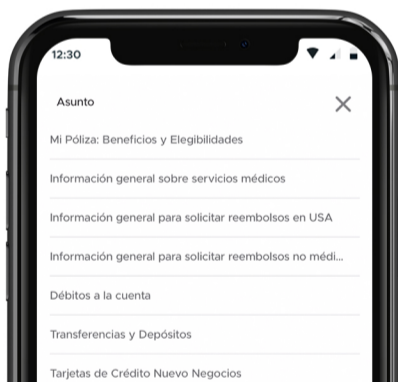 12:30
Asunto
Mi Póliza: Beneficios y Elegibilidades
Información general sobre servicios médicos
Información general para solicitar reembolsos en USA
Información general para solicitar reembolsos no médi...
Débitos a la cuenta
Transferencias y Depósitos
Tarjetas de Crédito Nuevo Negocios